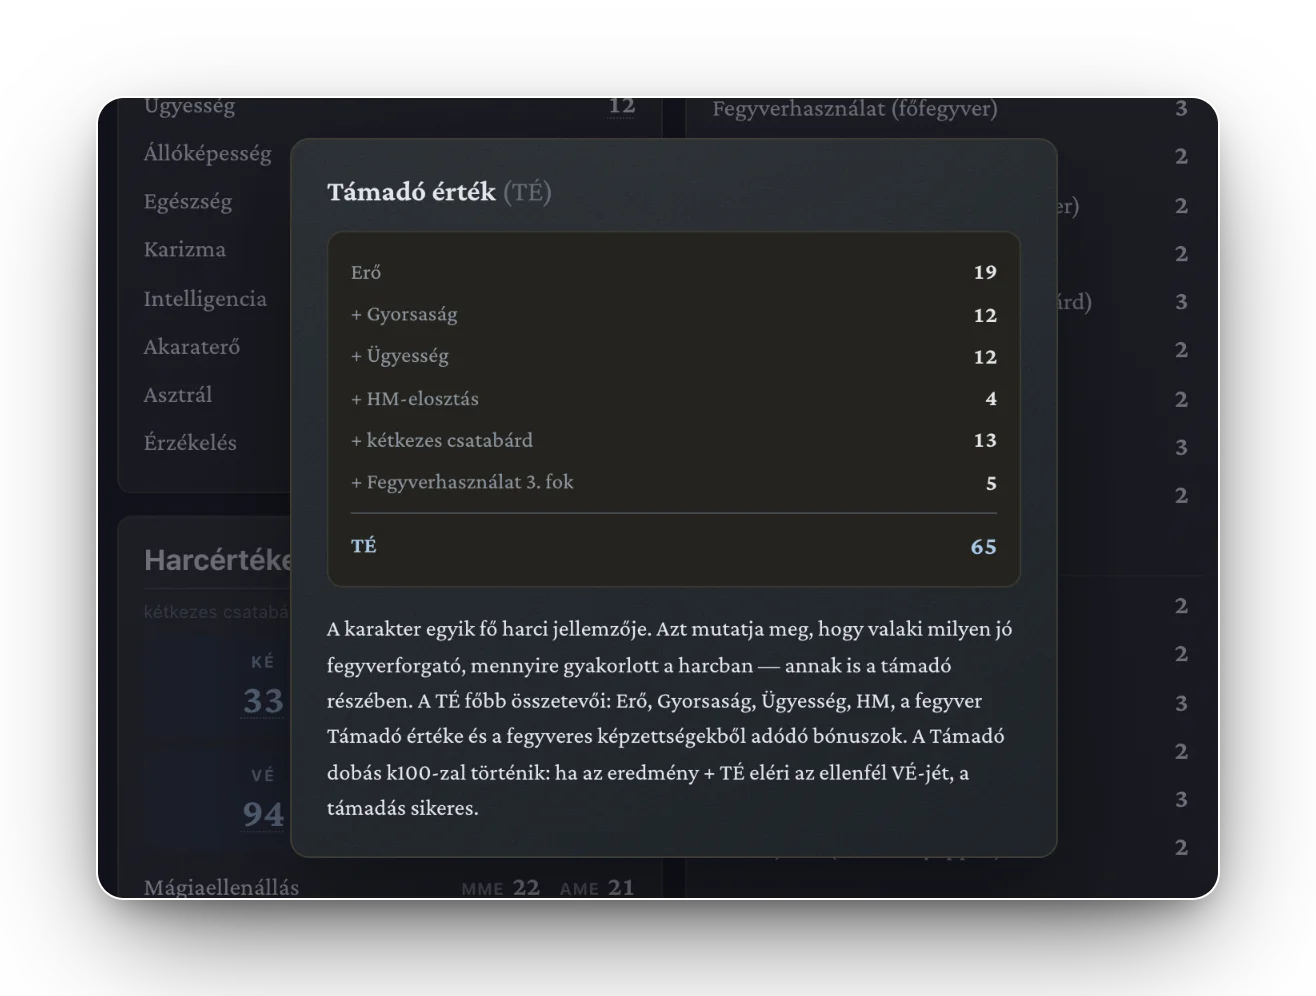 Ügyesség 12
Állóképesség
Egészség
Karizma
Intelligencia
Akaraterő
Asztrál
Érzékelés
Harcértéke
kétkezes csatabá
KÉ
33
VÉ
94
Mágiaellenállás MME 22 AME 21
Támadó érték (TÉ)
Erő 19
+ Gyorsaság 12
+ Ügyesség 12
+ HM-elosztás 4
+ kétkezes csatabárd 13
+ Fegyverhasználat 3. fok 5
TÉ 65
A karakter egyik fő harci jellemzője. Azt mutatja meg, hogy valaki milyen jó
fegyverforgató, mennyire gyakorlott a harcban — annak is a támadó
részében. A TÉ főbb összetevői: Erő, Gyorsaság, Ügyesség, HM, a fegyver
Támadó értéke és a fegyveres képzettségekből adódó bónuszok. A Támadó
dobás k100-zal történik: ha az eredmény + TÉ eléri az ellenfél VÉ-jét, a
támadás sikeres.
Fegyverhasználat (főfegyver) 3
2
er) 2
2
árd) 3
2
2
3
2
2
2
3
2
3
2